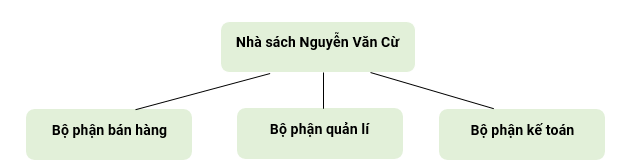 Nhà sách Nguyễn Văn Cừ
Bộ phận bán hàng
Bộ phận quản lí
Bộ phận kế toán